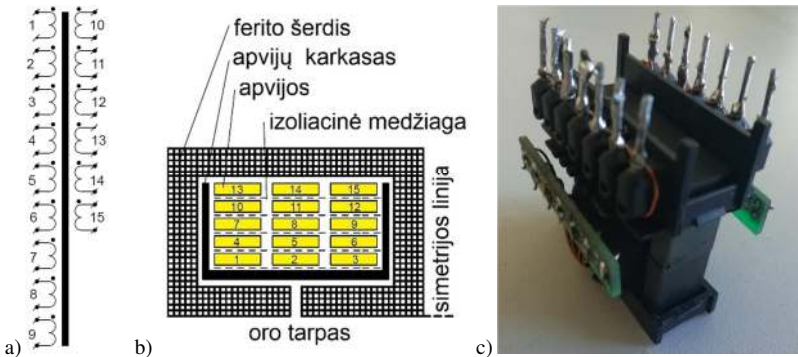 1 10
2 11
3 12
4 13
5 14
6 15
7
8
9
a)
ferito šerdis
apvijų karkasas
apvijos
izoliacinė medžiaga
13 14 15
10 11 12
7 8 9
4 5 6
1 2 3
simetrijos linija
oro tarpas
b)
c)